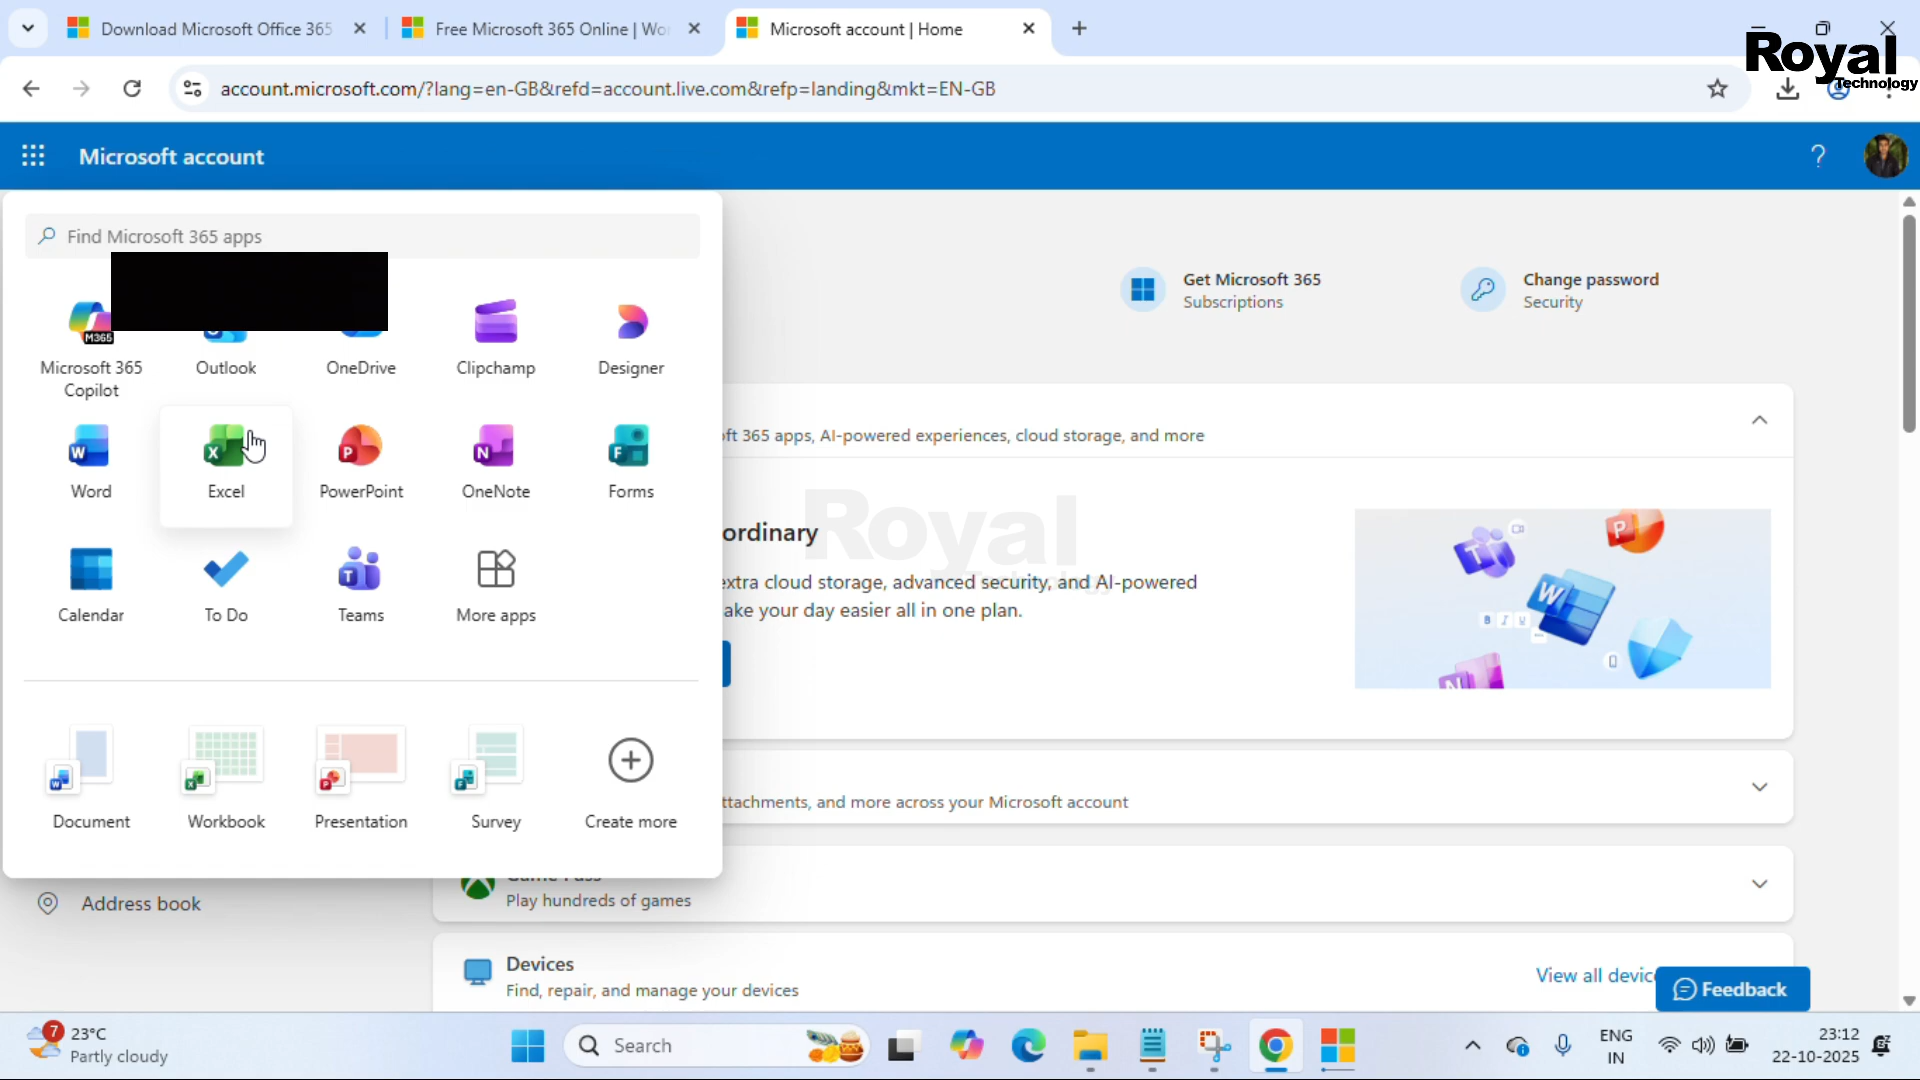 Download Microsoft Office 365
Free Microsoft 365 Online | Wor
Microsoft account | Home
Royal
Technology
account.microsoft.com/?lang=en-GB&refd=account.live.com&refp=landing&mkt=EN-GB
Microsoft account
?
Find Microsoft 365 apps
M365
Microsoft 365
Copilot
Outlook
OneDrive
Clipchamp
Designer
Get Microsoft 365
Subscriptions
Change password
Security
Word
Excel
PowerPoint
OneNote
Forms
ft 365 apps, AI-powered experiences, cloud storage, and more
Royal
ordinary
extra cloud storage, advanced security, and AI-powered
ake your day easier all in one plan.
Calendar
To Do
Teams
More apps
Document
Workbook
Presentation
Survey
Create more
ttachments, and more across your Microsoft account
Game Pass
Play hundreds of games
Address book
Devices
Find, repair, and manage your devices
View all device
Feedback
7
23°C
Partly cloudy
Search
ENG
IN
23:12
22-10-2025